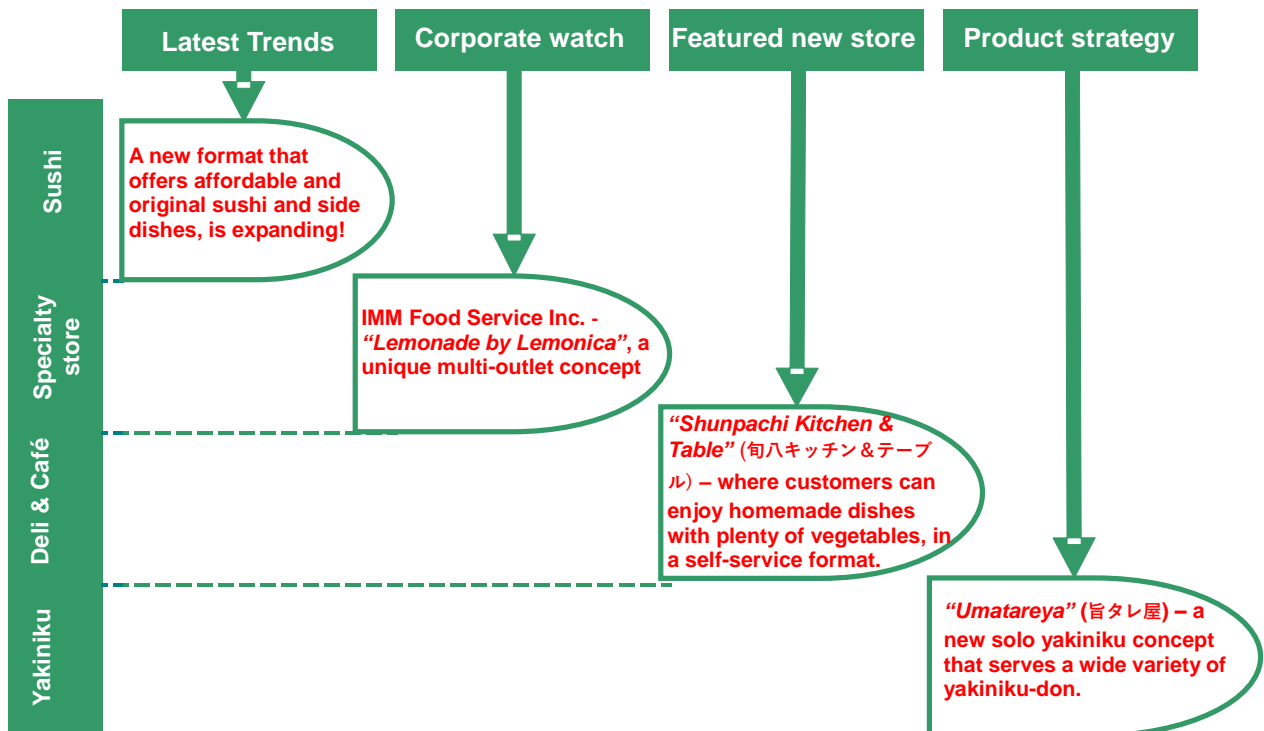 Latest Trends
Corporate watch
Featured new store
Product strategy
Sushi
A new format that
offers affordable and
original sushi and side
dishes, is expanding!
Specialty
store
IMM Food Service Inc. -
“Lemonade by Lemonica”, a
unique multi-outlet concept
Deli & Café
“Shunpachi Kitchen &
Table” (旬八キッチン＆テーブ
ル) – where customers can
enjoy homemade dishes
with plenty of vegetables, in
a self-service format.
Yakiniku
“Umatareya” (旨タレ屋) – a
new solo yakiniku concept
that serves a wide variety of
yakiniku-don.